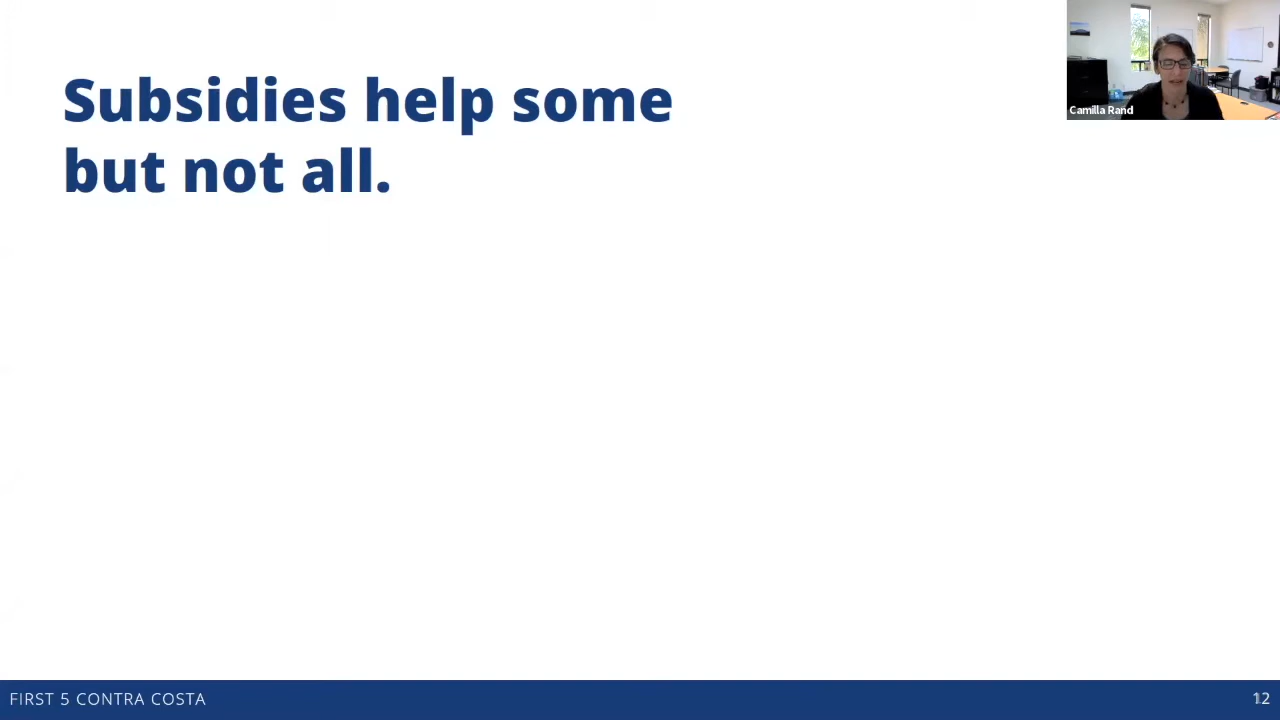 Subsidies help some
but not all.
Camilla Rand
FIRST 5 CONTRA COSTA
12